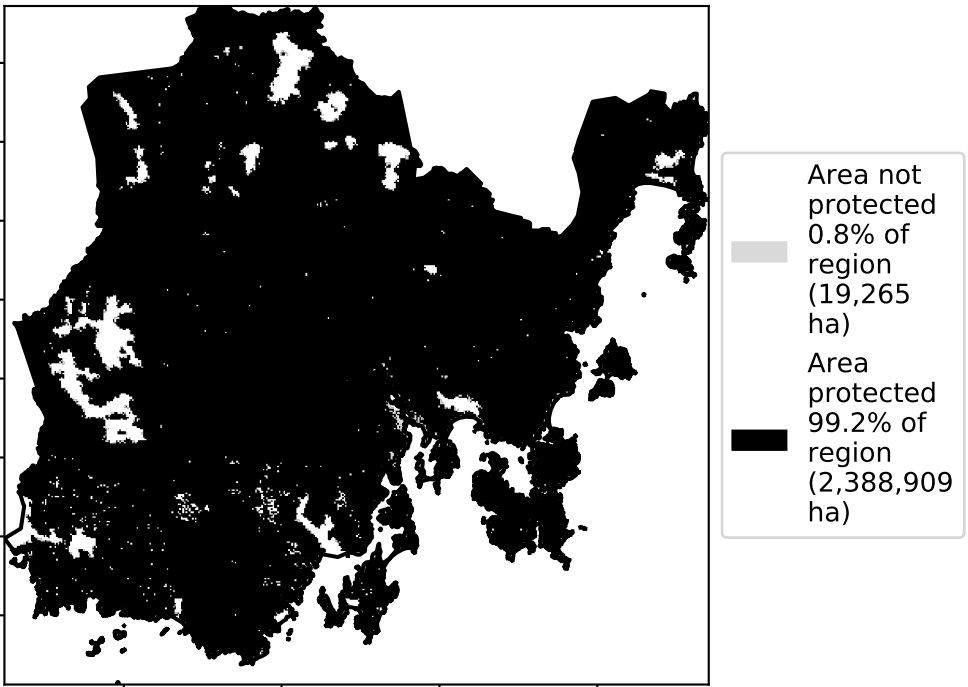 Area not
protected
0.8% of
region
(19,265
ha)
Area
protected
99.2% of
region
(2,388,909
ha)